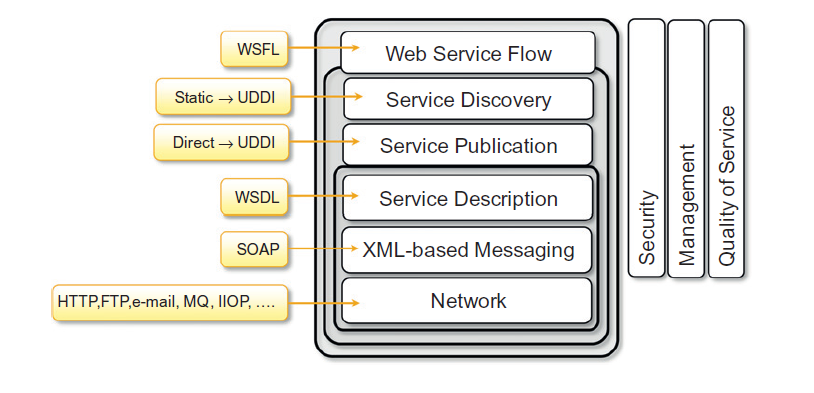 WSFL
Web Service Flow
Static → UDDI
Service Discovery
Direct → UDDI
Service Publication
WSDL
Service Description
SOAP
XML-based Messaging
HTTP,FTP,e-mail, MQ, IIOP, ....
Network
Security
Management
Quality of Service